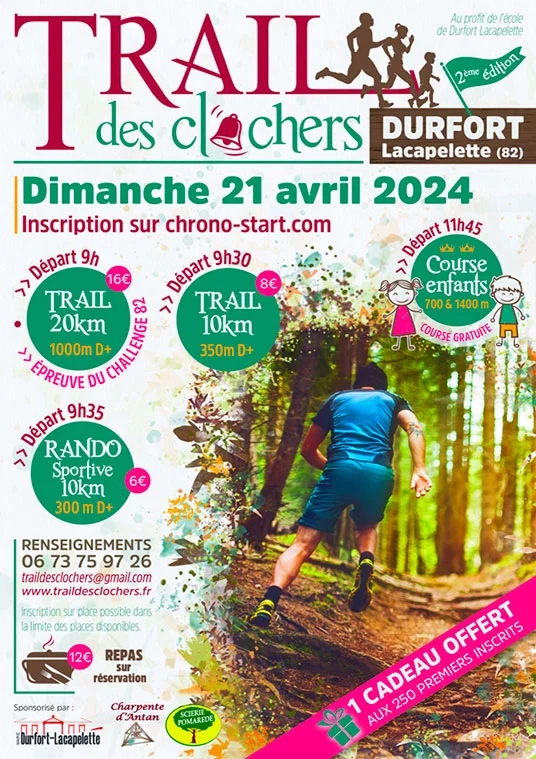 TRAIL
des clochers
Au profit de l'école
de Durfort Lacapelette
2ème édition
DURFORT
Lacapelette (82)
Dimanche 21 avril 2024
Inscription sur chrono-start.com
>> Départ 9h
16€
TRAIL
20km
1000m D+
>> ÉPREUVE DU CHALLENGE 82
>> Départ 9h30
8€
TRAIL
10km
350m D+
>> Départ 11h45
Course
enfants
700 & 1400 m
COURSE GRATUITE
>> Départ 9h35
RANDO
Sportive
10km
300 m D+
6€
RENSEIGNEMENTS
06 73 75 97 26
traildesclochers@gmail.com
www.traildesclochers.fr
Inscription sur place possible dans
la limite des places disponibles.
12€
REPAS
sur
réservation
1 CADEAU OFFERT
AUX 250 PREMIERS INSCRITS
Sponsorisé par :
Durfort-Lacapelette
Charpente
d'Antan
SCIERIE
POMAREDE